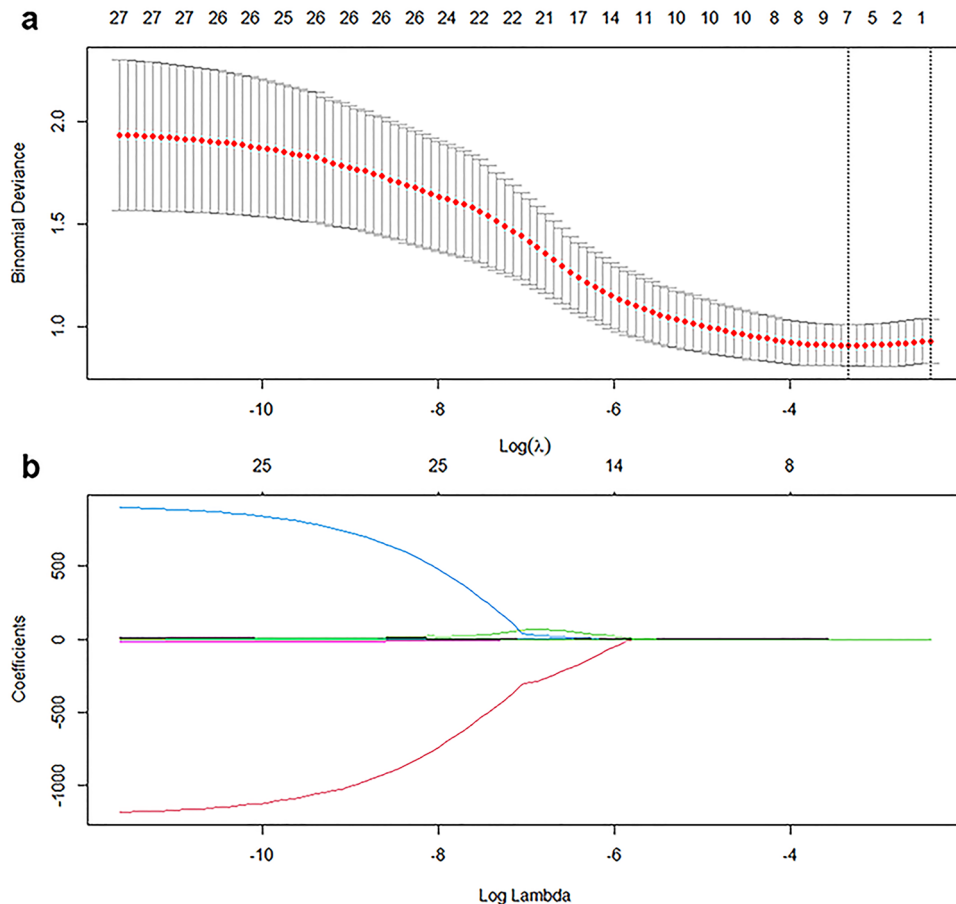 a
27 27 27 26 26 25 26 26 26 26 24 22 22 21 17 14 11 10 10 10 8 8 9 7 5 2 1
Binomial Deviance
2.0
1.5
1.0
-10 -8 -6 -4
Log(λ)
b
25 25 14 8
Coefficients
500
0
-500
-1000
-10 -8 -6 -4
Log Lambda